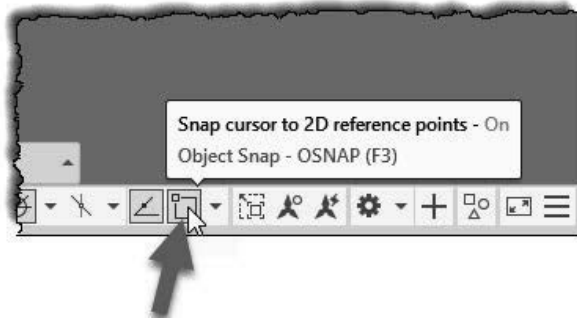 Snap cursor to 2D reference points - On
Object Snap - OSNAP (F3)